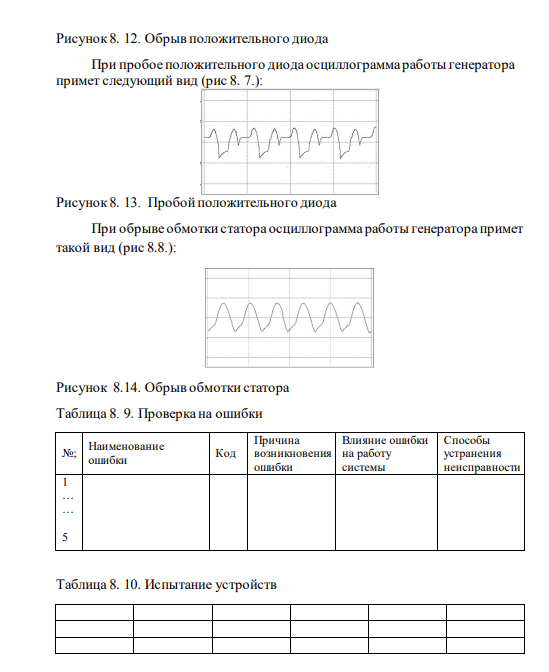 Рисунок 8. 12. Обрыв положительного диода
При пробое положительного диода осциллограмма работы генератора
примет следующий вид (рис 8. 7.):
Рисунок 8. 13. Пробой положительного диода
При обрыве обмотки статора осциллограмма работы генератора примет
такой вид (рис 8.8.):
Рисунок 8.14. Обрыв обмотки статора
Таблица 8. 9. Проверка на ошибки
№; Наименование ошибки Код Причина возникновения ошибки Влияние ошибки на работу системы Способы устранения неисправности
1
...
...
5
Таблица 8. 10. Испытание устройств